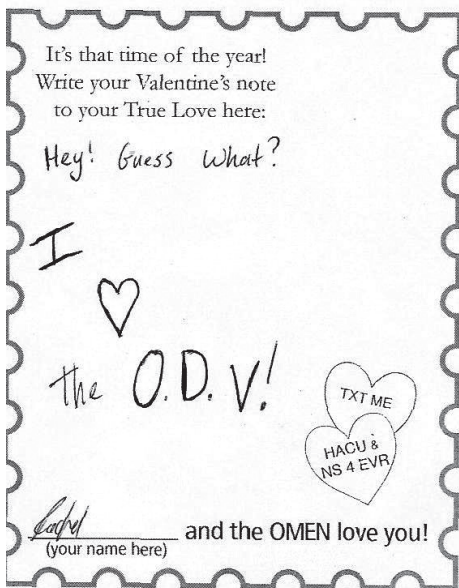 It's that time of the year!
Write your Valentine's note
to your True Love here:
Hey! Guess What?
I
♡
the O.D.V!
TXT ME
HACU &
NS 4 EVR
Rachel and the OMEN love you!
(your name here)